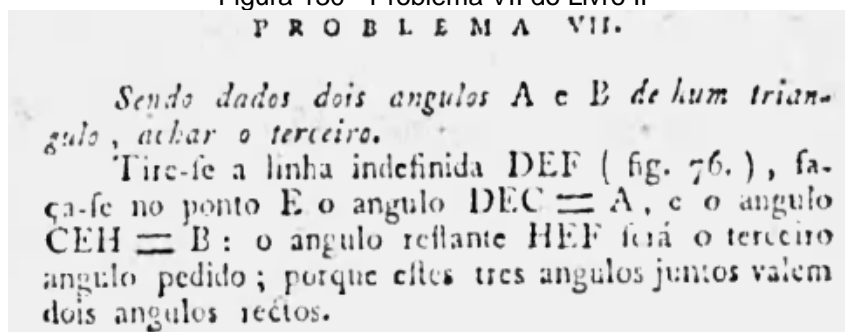 Figura 130 - Problema VII do Livro II
PROBLEMA VII.
Sendo dados dois angulos A e B de hum trian-
gulo, achar o terceiro.
Tire-ſe a linha indefinida DEF ( fig. 76. ), fa-
ça-ſe no ponto E o angulo DEC = A, e o angulo
CEH = B: o angulo reſtante HEF ſerá o terceiro
angulo pedido; porque eſtes tres angulos juntos valem
dois angulos rectos.